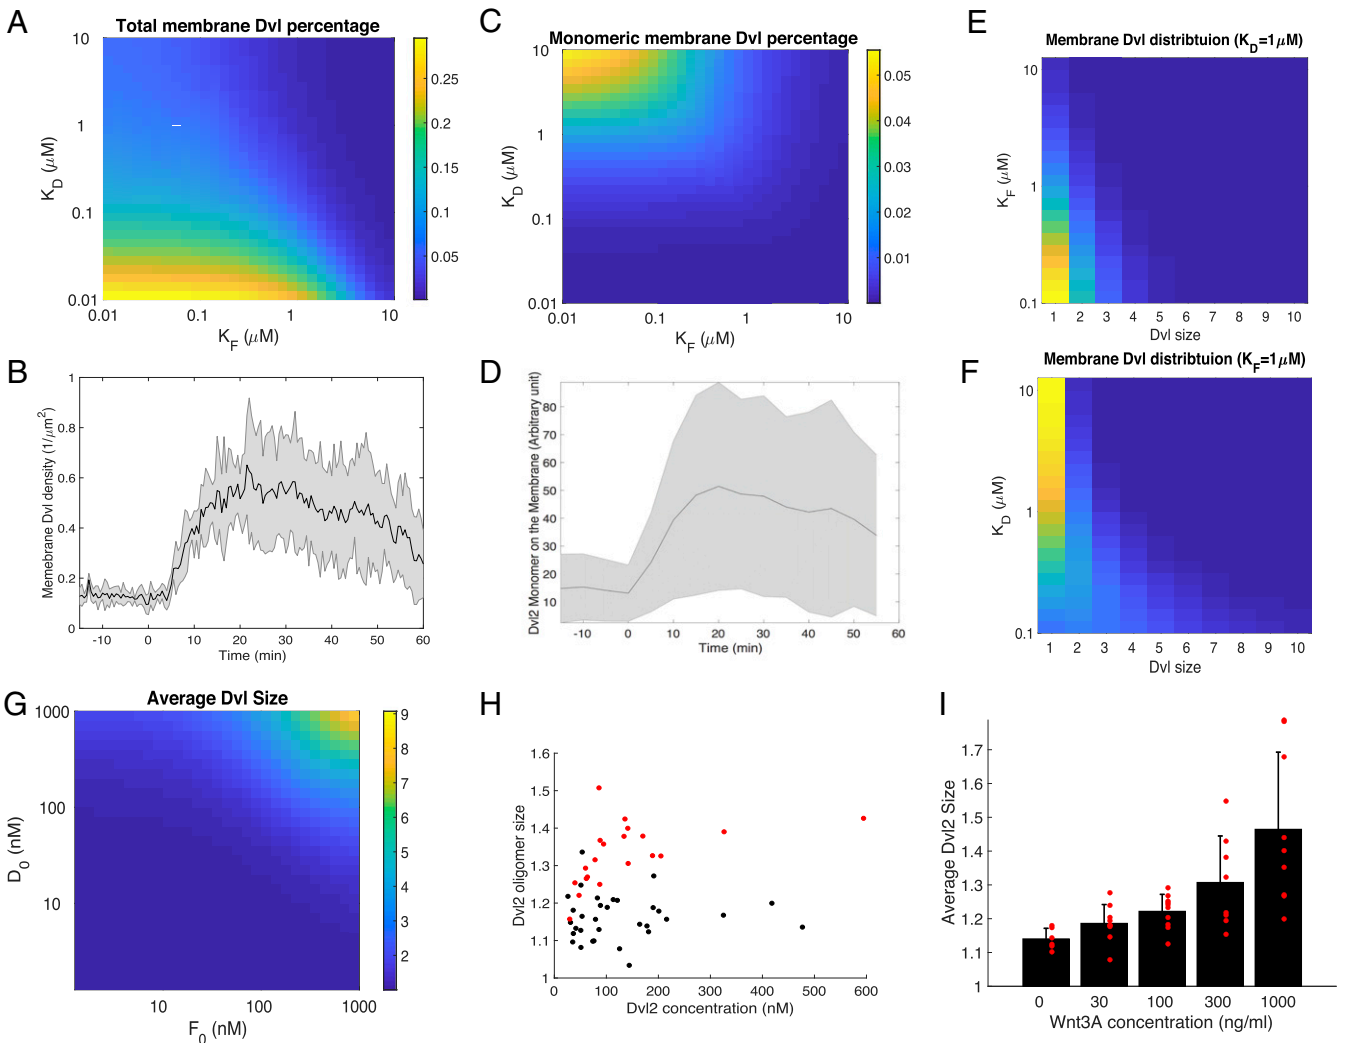 A
Total membrane Dvl percentage
10
1
0.1
0.01
K_D (μM)
0.01
0.1
1
10
K_F (μM)
0.25
0.2
0.15
0.1
0.05
C
Monomeric membrane Dvl percentage
10
1
0.1
0.01
K_D (μM)
0.01
0.1
1
10
K_F (μM)
0.05
0.04
0.03
0.02
0.01
E
Membrane Dvl distribtuion (K_D=1μM)
10
1
0.1
K_F (μM)
1 2 3 4 5 6 7 8 9 10
Dvl size
B
1
0.8
0.6
0.4
0.2
0
Memebrane Dvl density (1/μm²)
-10 0 10 20 30 40 50 60
Time (min)
D
80
70
60
50
40
30
20
10
Dvl2 Monomer on the Membrane (Arbitrary unit)
-10 0 10 20 30 40 50 60
Time (min)
F
Membrane Dvl distribtuion (K_F=1μM)
10
1
0.1
K_D (μM)
1 2 3 4 5 6 7 8 9 10
Dvl size
G
Average Dvl Size
1000
100
10
D_0 (nM)
10 100 1000
F_0 (nM)
9
8
7
6
5
4
3
2
H
1.6
1.5
1.4
1.3
1.2
1.1
1
Dvl2 oligomer size
0 100 200 300 400 500 600
Dvl2 concentration (nM)
I
1.7
1.6
1.5
1.4
1.3
1.2
1.1
1
Average Dvl2 Size
0 30 100 300 1000
Wnt3A concentration (ng/ml)